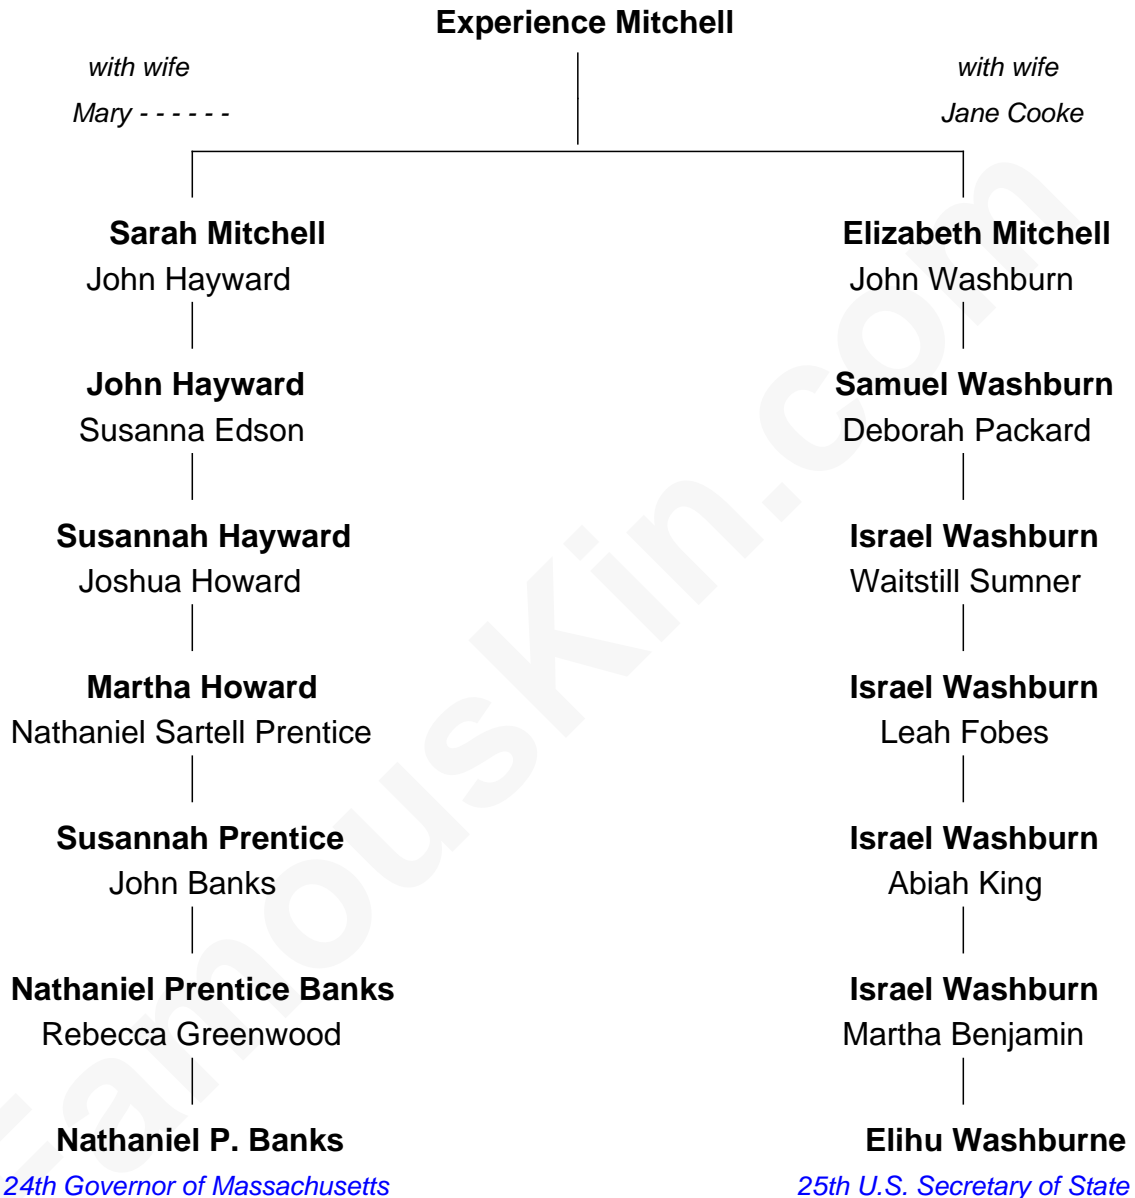 Experience Mitchell
with wife
Mary - - - - - -
with wife
Jane Cooke
Sarah Mitchell
John Hayward
Elizabeth Mitchell
John Washburn
John Hayward
Susanna Edson
Samuel Washburn
Deborah Packard
Susannah Hayward
Joshua Howard
Israel Washburn
Waitstill Sumner
Martha Howard
Nathaniel Sartell Prentice
Israel Washburn
Leah Fobes
Susannah Prentice
John Banks
Israel Washburn
Abiah King
Nathaniel Prentice Banks
Rebecca Greenwood
Israel Washburn
Martha Benjamin
Nathaniel P. Banks
24th Governor of Massachusetts
Elihu Washburne
25th U.S. Secretary of State
FamousKin.com